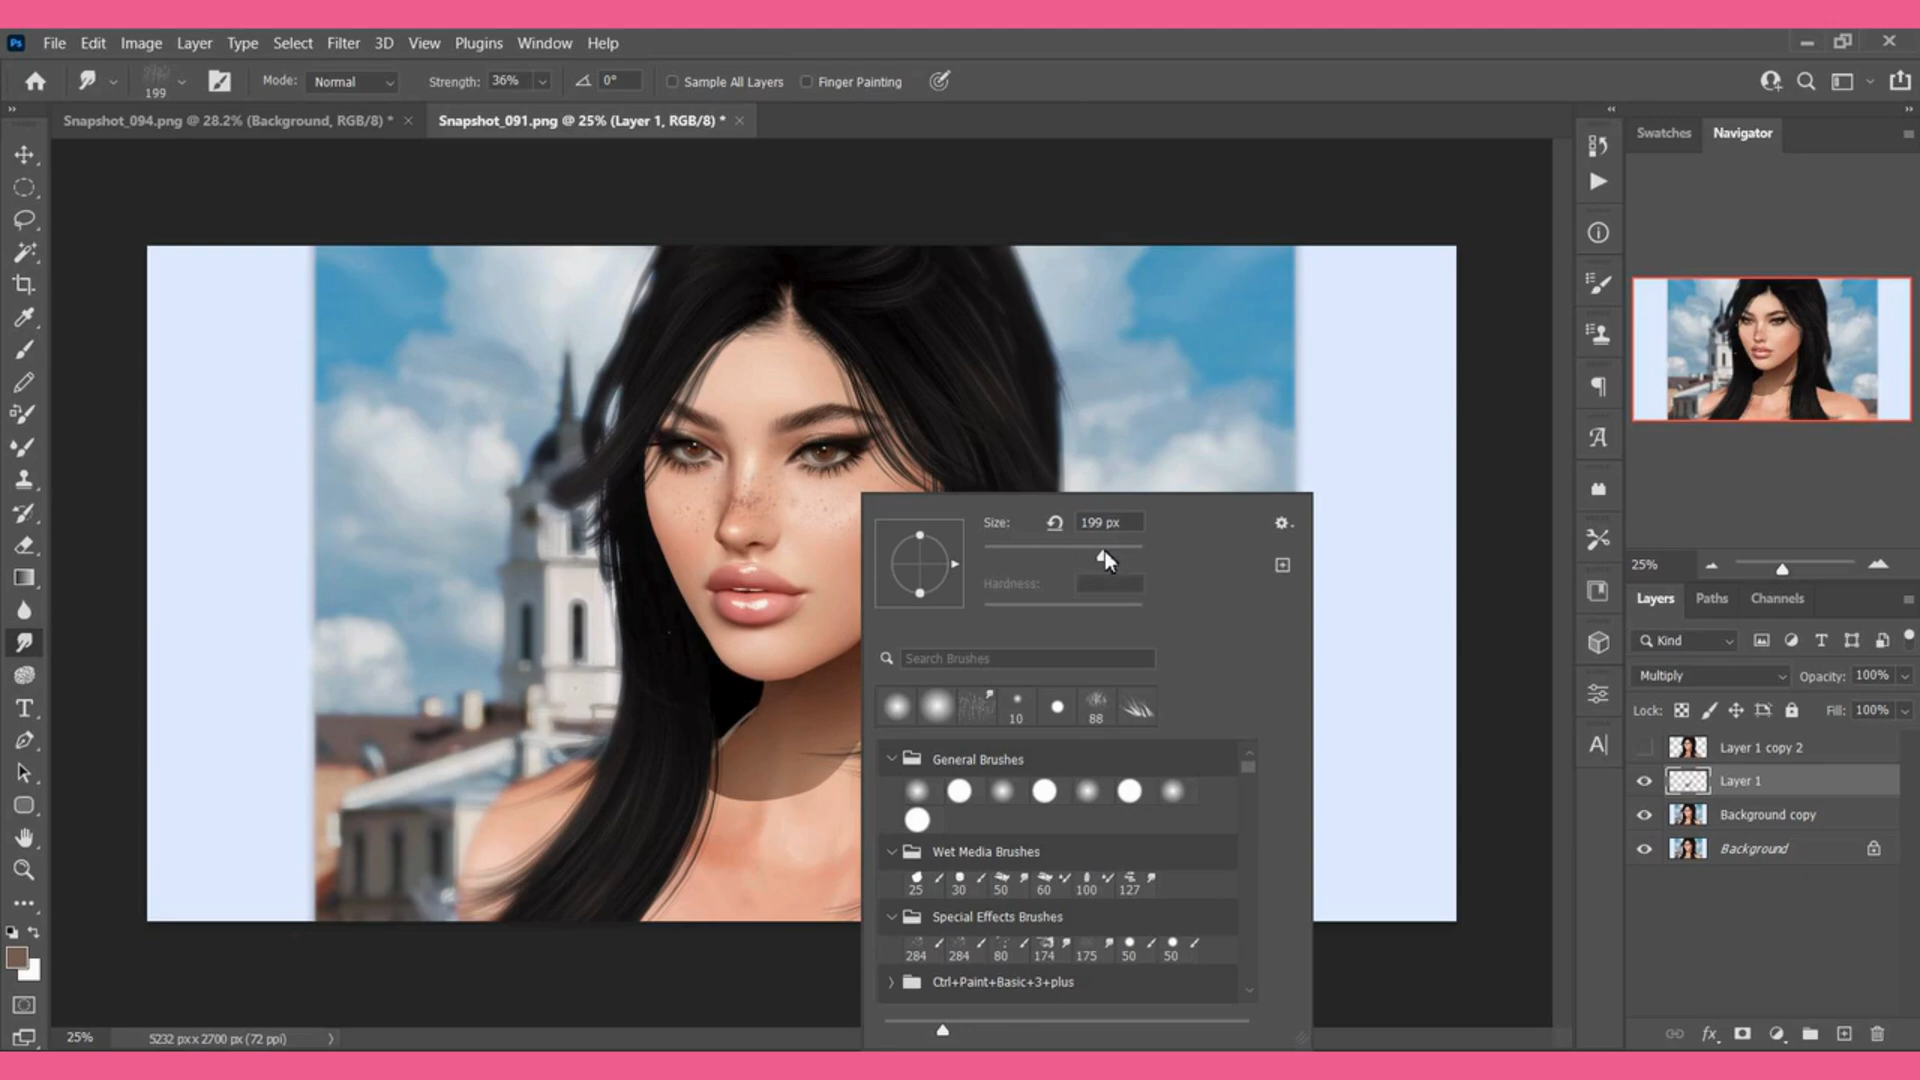 Ps File Edit Image Layer Type Select Filter 3D View Plugins Window Help
199 Mode: Normal Strength: 36% 0° Sample All Layers Finger Painting
Snapshot_094.png @ 28.2% (Background, RGB/8) * × Snapshot_091.png @ 25% (Layer 1, RGB/8) * ×
Swatches Navigator
Size: 199 px
Hardness:
Search Brushes
10 88
General Brushes
Wet Media Brushes
25 30 50 60 100 127
Special Effects Brushes
284 284 80 174 175 50 50
Ctrl+Paint+Basic+3+plus
25%
Layers Paths Channels
Kind
Multiply Opacity: 100%
Lock: Fill: 100%
Layer 1 copy 2
Layer 1
Background copy
Background
25% 5232 px x 2700 px (72 ppi)